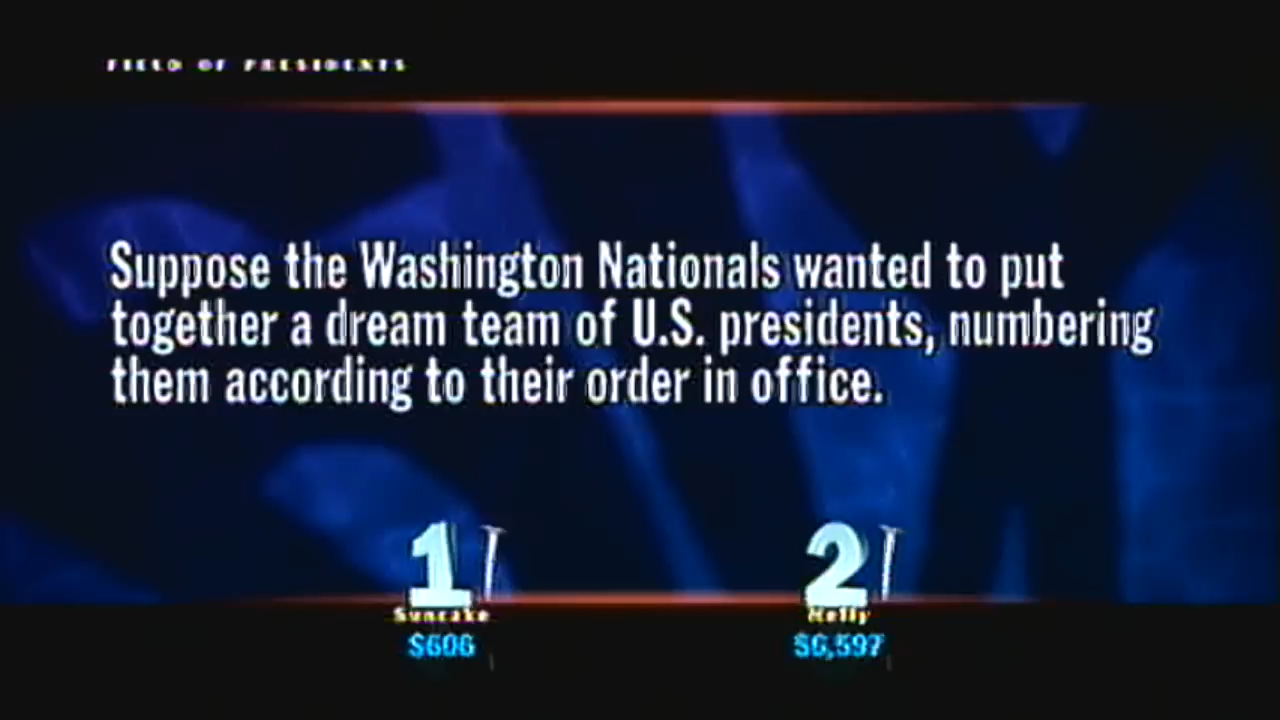 FIELD OF PRESIDENTS
Suppose the Washington Nationals wanted to put
together a dream team of U.S. presidents, numbering
them according to their order in office.
1 2
Suncake Melly
$606 $6,597